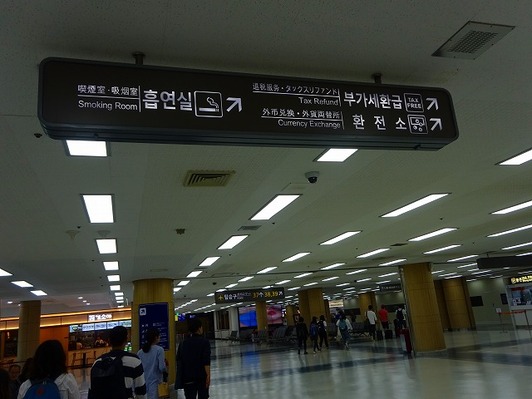 喫煙室·吸烟室
Smoking Room
흡연실
退税服务·タックスリファンド
Tax Refund
부가세환급
TAX FREE
外币兑换·外貨両替所
Currency Exchange
환전소